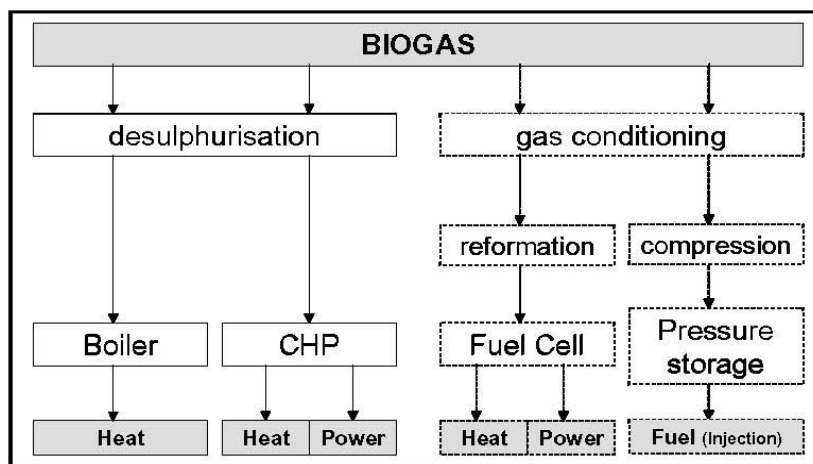 BIOGAS
desulphurisation
gas conditioning
reformation
compression
Boiler
CHP
Fuel Cell
Pressure
storage
Heat
Heat
Power
Heat
Power
Fuel (Injection)